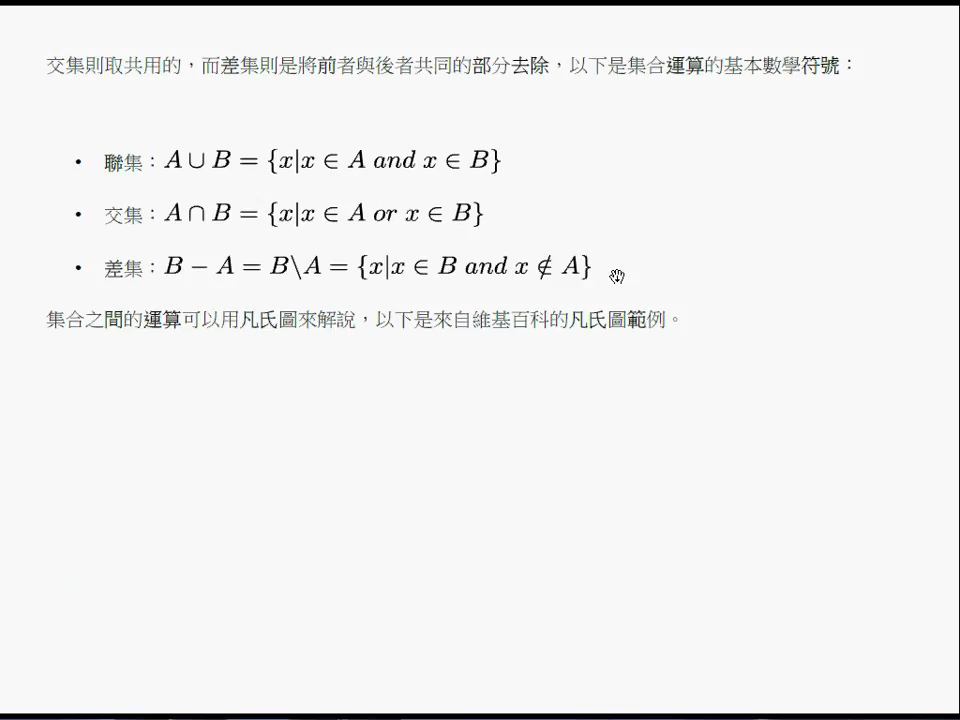 交集則取共用的，而差集則是將前者與後者共同的部分去除，以下是集合運算的基本數學符號：
• 聯集：A ∪ B = {x|x ∈ A and x ∈ B}
• 交集：A ∩ B = {x|x ∈ A or x ∈ B}
• 差集：B − A = B\A = {x|x ∈ B and x ∉ A}
集合之間的運算可以用凡氏圖來解說，以下是來自維基百科的凡氏圖範例。